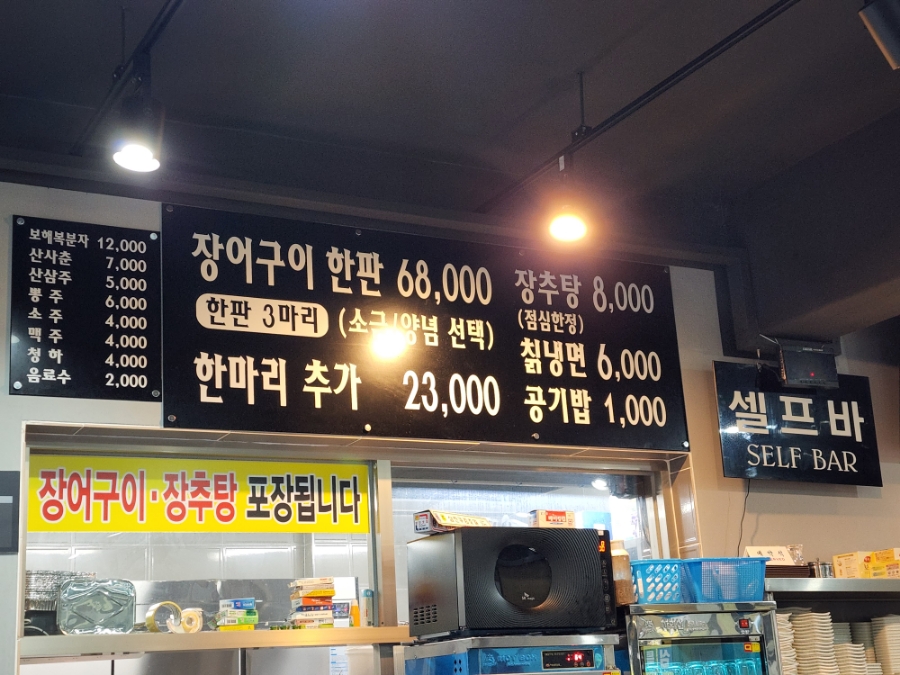 보해복분자 12,000
산사춘 7,000
산삼주 5,000
뽕 주 6,000
소 주 4,000
맥 주 4,000
청 하 4,000
음료수 2,000
장어구이 한판 68,000
한판 3마리 (소금/양념 선택)
한마리 추가 23,000
장추탕 8,000
(점심한정)
칡냉면 6,000
공기밥 1,000
셀프바
SELF BAR
장어구이·장추탕 포장됩니다